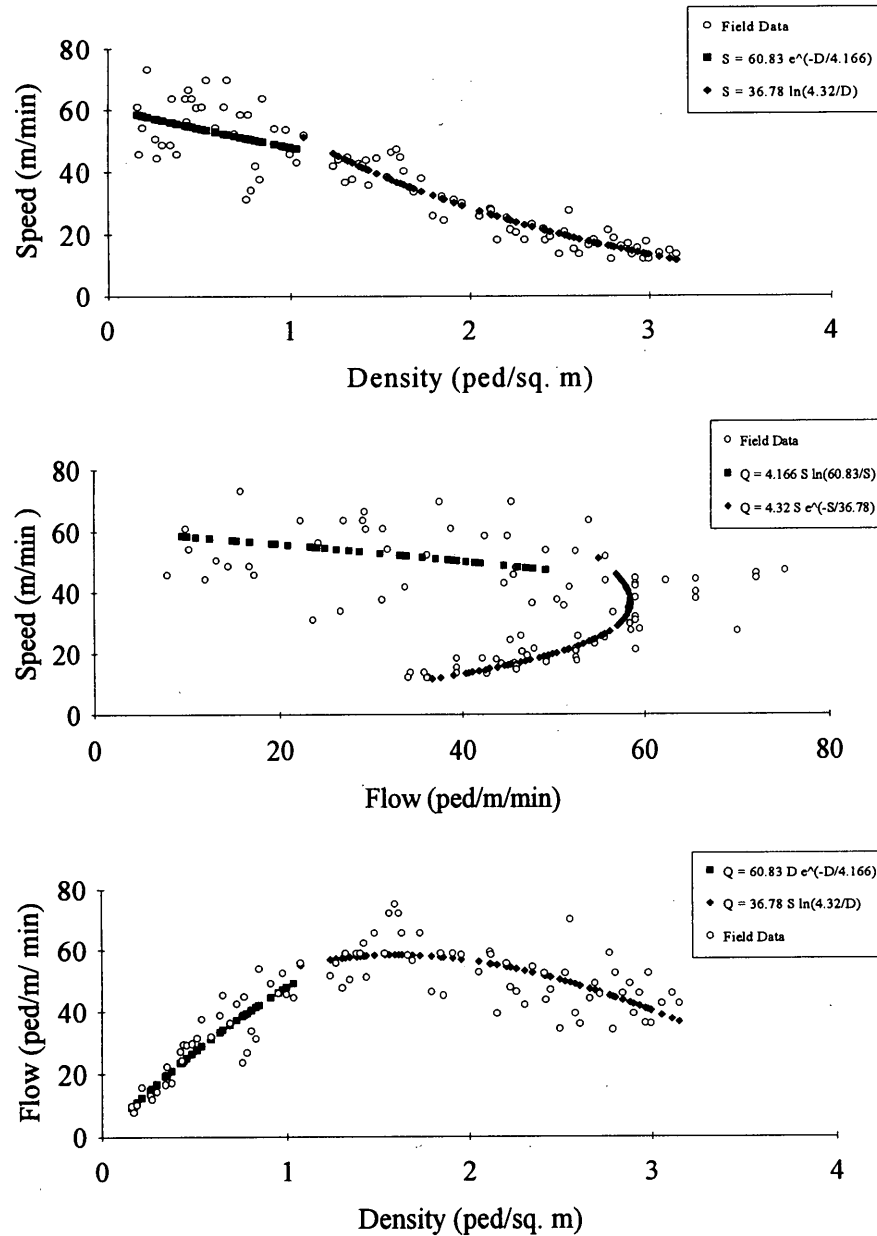 Field Data
S = 60.83 e^(-D/4.166)
S = 36.78 ln(4.32/D)
80
60
40
20
0
Speed (m/min)
0 1 2 3 4
Density (ped/sq. m)
Field Data
Q = 4.166 S ln(60.83/S)
Q = 4.32 S e^(-S/36.78)
80
60
40
20
0
Speed (m/min)
0 20 40 60 80
Flow (ped/m/min)
Q = 60.83 D e^(-D/4.166)
Q = 36.78 S ln(4.32/D)
Field Data
80
60
40
20
0
Flow (ped/m/ min)
0 1 2 3 4
Density (ped/sq. m)